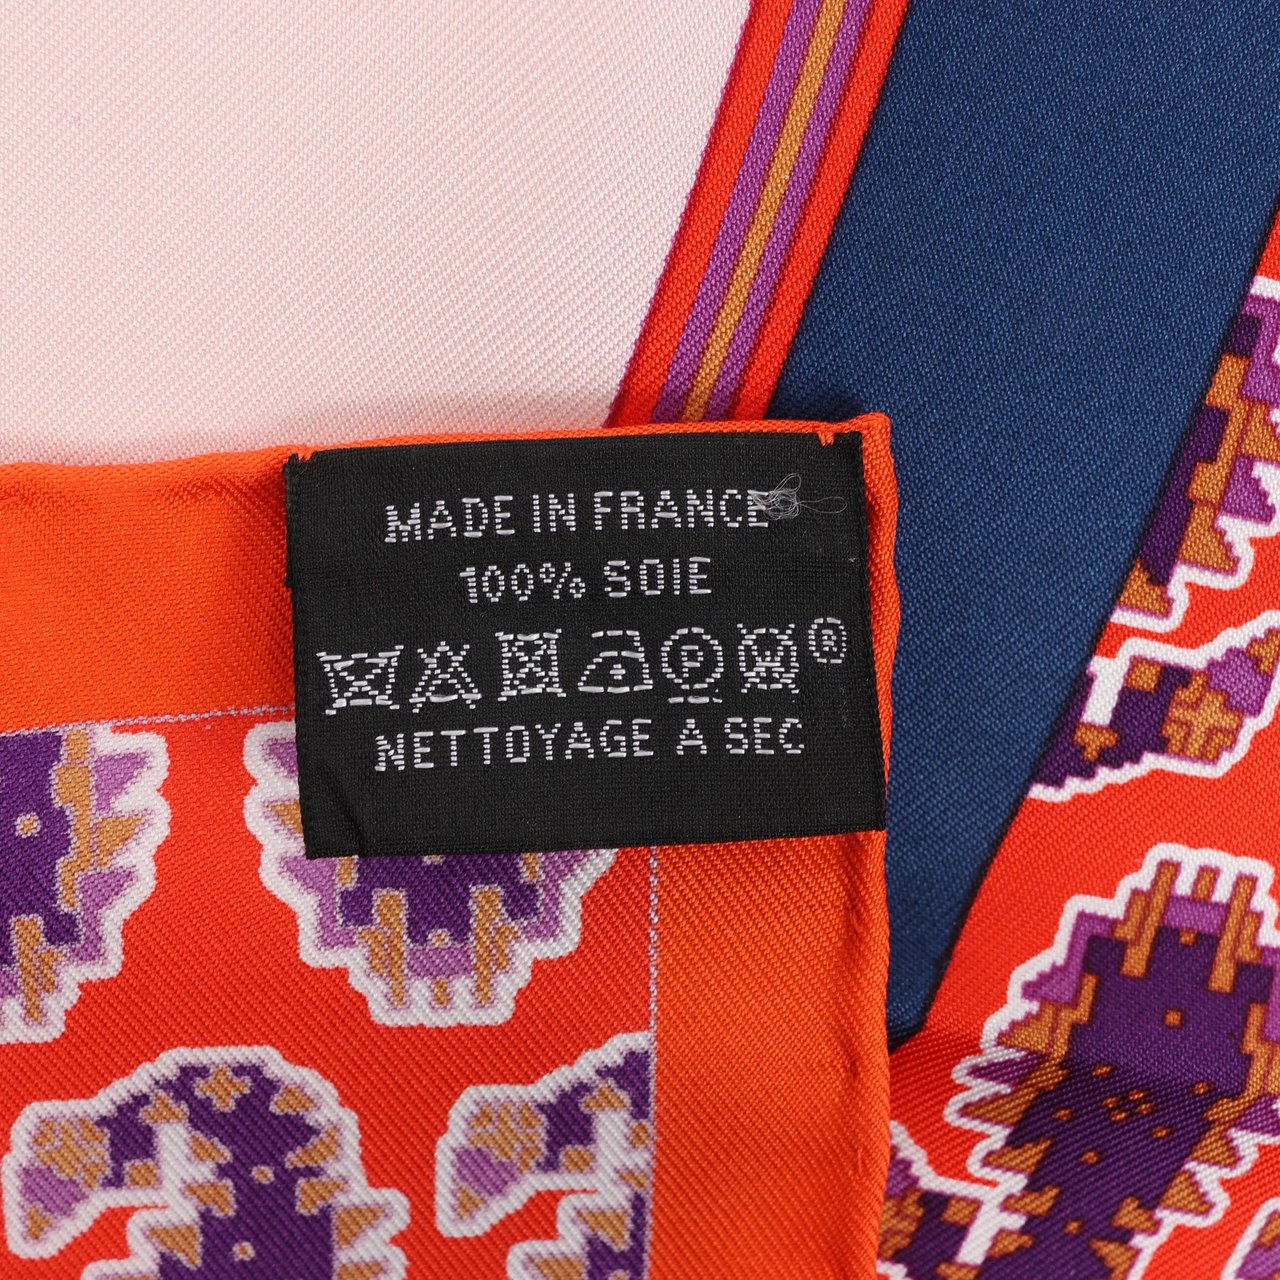 MADE IN FRANCE
100% SOIE
F W ®
NETTOYAGE A SEC